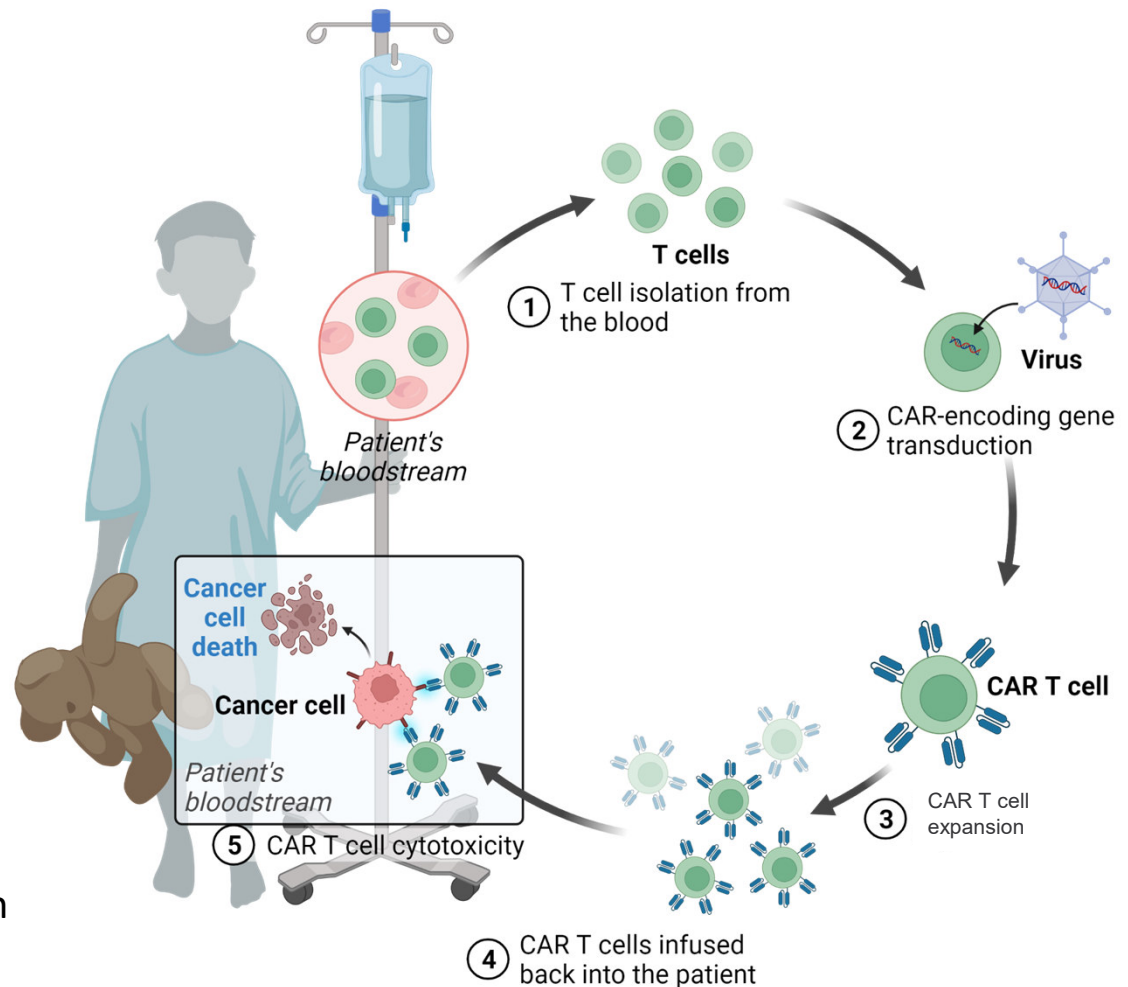 T cells
1 T cell isolation from
the blood
Virus
2 CAR-encoding gene
transduction
Patient's
bloodstream
CAR T cell
3 CAR T cell
expansion
4 CAR T cells infused
back into the patient
Cancer
cell
death
Cancer cell
Patient's
bloodstream
5 CAR T cell cytotoxicity
n